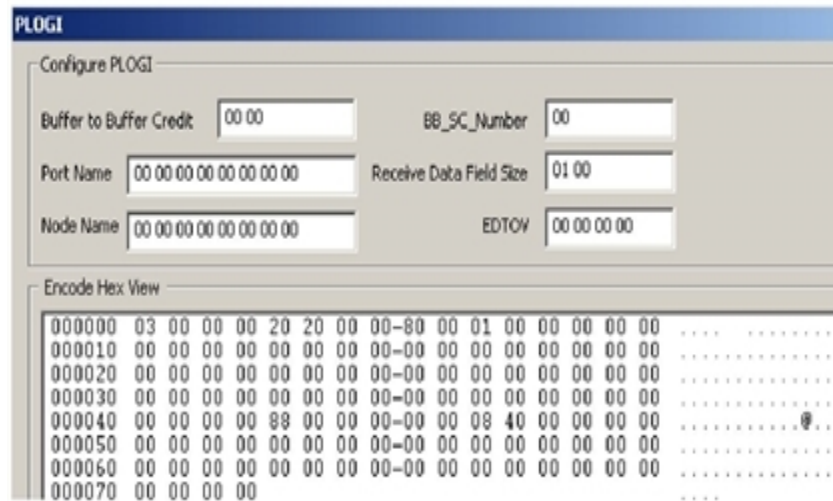 PLOGI
Configure PLOGI
Buffer to Buffer Credit 00 00 BB_SC_Number 00
Port Name 00 00 00 00 00 00 00 00 Receive Data Field Size 01 00
Node Name 00 00 00 00 00 00 00 00 EDTOV 00 00 00 00
Encode Hex View
000000 03 00 00 00 20 20 00 00-80 00 01 00 00 00 00 00 .... .......
000010 00 00 00 00 00 00 00 00-00 00 00 00 00 00 00 00 ............
000020 00 00 00 00 00 00 00 00-00 00 00 00 00 00 00 00 ............
000030 00 00 00 00 00 00 00 00-00 00 00 00 00 00 00 00 ............
000040 00 00 00 00 88 00 00 00-00 00 08 40 00 00 00 00 ...........@..
000050 00 00 00 00 00 00 00 00-00 00 00 00 00 00 00 00 ............
000060 00 00 00 00 00 00 00 00-00 00 00 00 00 00 00 00 ............
000070 00 00 00 00 ....